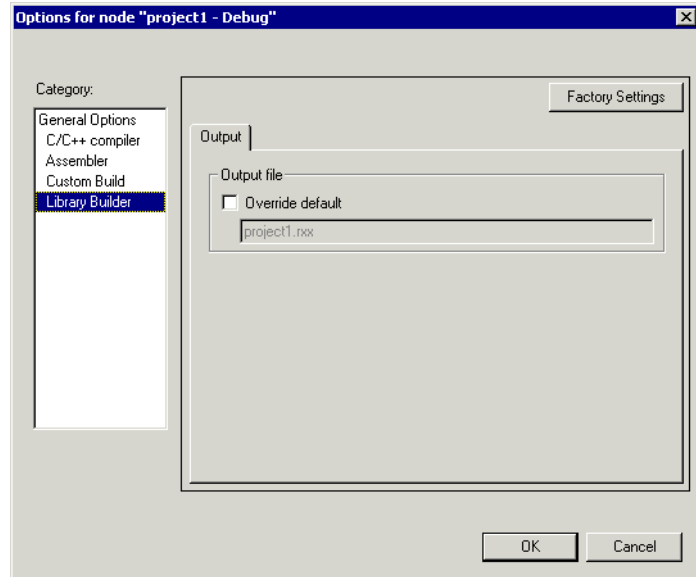 Options for node "project1 - Debug"
Category:
Factory Settings
General Options
C/C++ compiler
Assembler
Custom Build
Library Builder
Output
Output file
Override default
project1.rxx
OK
Cancel